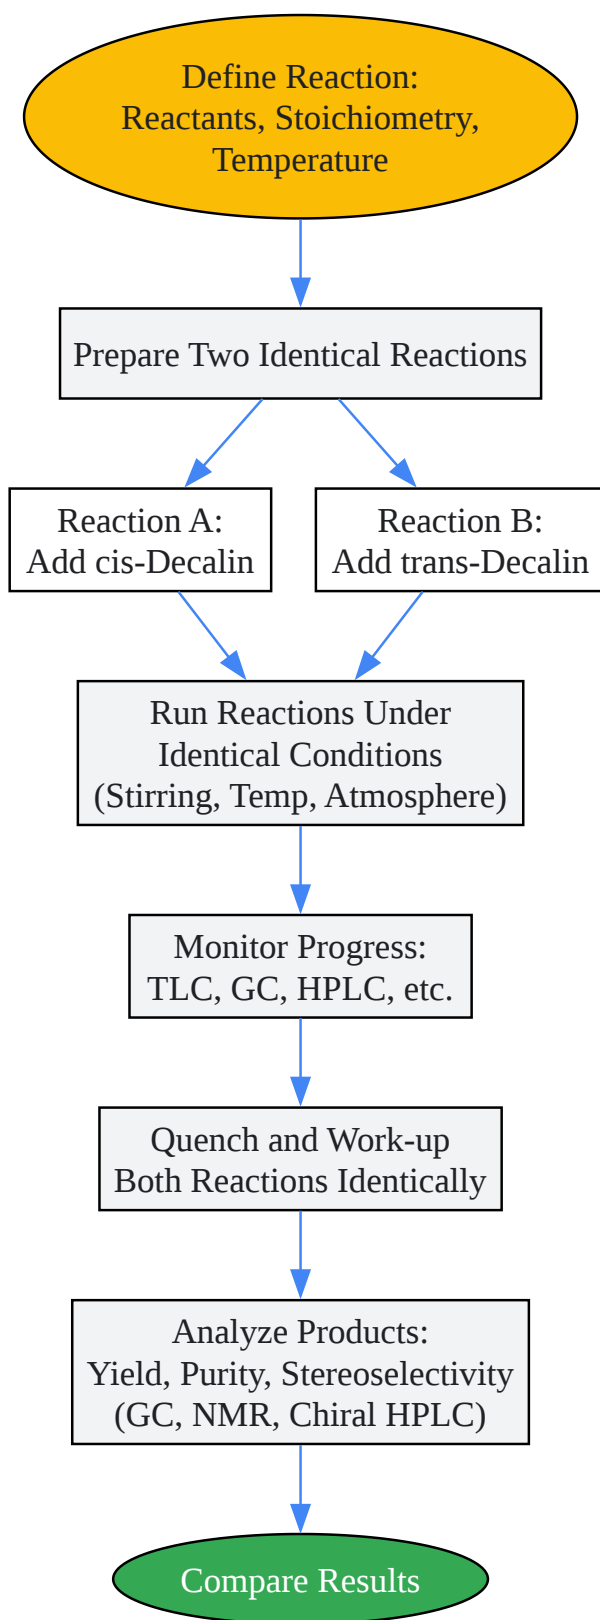 Define Reaction:
Reactants, Stoichiometry,
Temperature
Prepare Two Identical Reactions
Reaction A:
Add cis-Decalin
Reaction B:
Add trans-Decalin
Run Reactions Under
Identical Conditions
(Stirring, Temp, Atmosphere)
Monitor Progress:
TLC, GC, HPLC, etc.
Quench and Work-up
Both Reactions Identically
Analyze Products:
Yield, Purity, Stereoselectivity
(GC, NMR, Chiral HPLC)
Compare Results